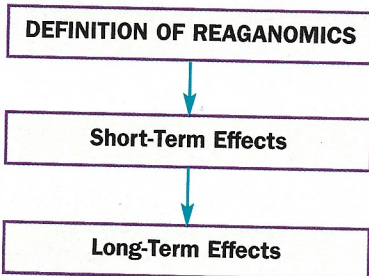 DEFINITION OF REAGANOMICS
Short-Term Effects
Long-Term Effects